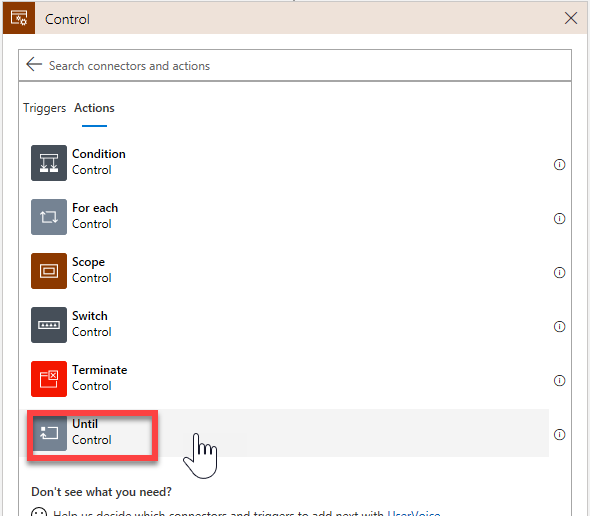 Control
Search connectors and actions
Triggers Actions
Condition
Control
For each
Control
Scope
Control
Switch
Control
Terminate
Control
Until
Control
Don't see what you need?
Help us decide which connectors and triggers to add next with UserVoice